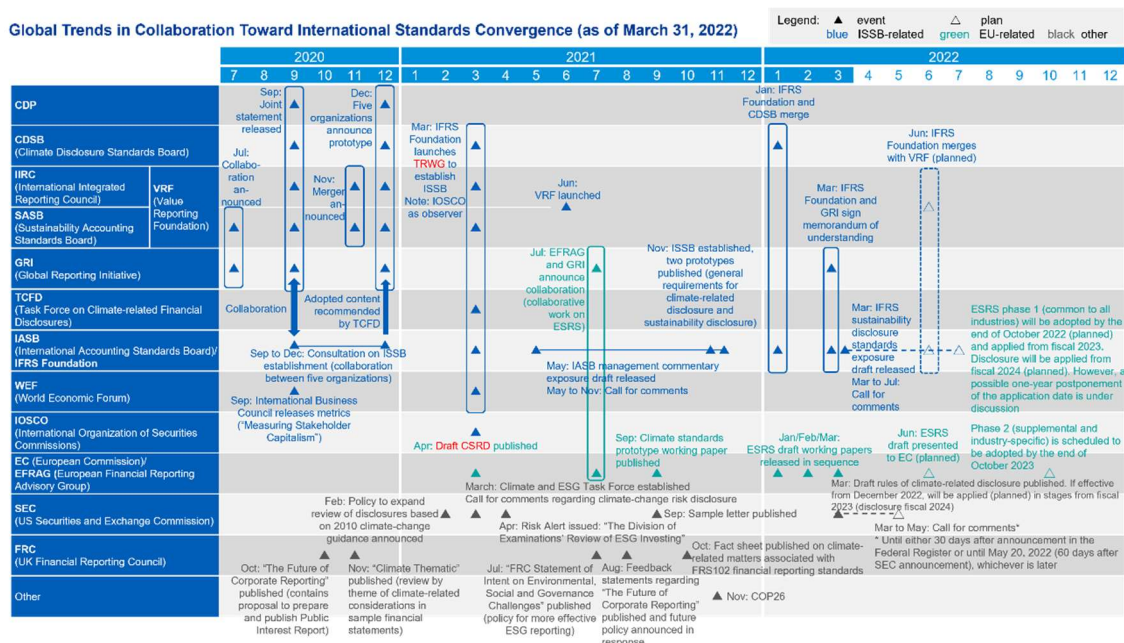 Global Trends in Collaboration Toward International Standards Convergence (as of March 31, 2022)
Legend: ▲ event △ plan
blue ISSB-related green EU-related black other
2020 2021 2022
7 8 9 10 11 12 1 2 3 4 5 6 7 8 9 10 11 12 1 2 3 4 5 6 7 8 9 10 11 12
CDP
CDSB
(Climate Disclosure Standards Board)
IIRC
(International Integrated
Reporting Council)
SASB
(Sustainability Accounting
Standards Board)
VRF
(Value
Reporting
Foundation)
GRI
(Global Reporting Initiative)
TCFD
(Task Force on Climate-related Financial
Disclosures)
IASB
(International Accounting Standards Board)/
IFRS Foundation
WEF
(World Economic Forum)
IOSCO
(International Organization of Securities
Commissions)
EC (European Commission)/
EFRAG (European Financial Reporting
Advisory Group)
SEC
(US Securities and Exchange Commission)
FRC
(UK Financial Reporting Council)
Other
Sep:
Joint
statement
released
Dec:
Five
organizations
announce
prototype
Jul:
Collabo-
ration
an-
nounced
Nov:
Merger
an-
nounced
Mar: IFRS
Foundation
launches
TRWG to
establish
ISSB
Note: IOSCO
as observer
Jun:
VRF launched
Jan: IFRS
Foundation and
CDSB merge
Jun: IFRS
Foundation merges
with VRF (planned)
Mar: IFRS
Foundation and
GRI sign
memorandum of
understanding
Collaboration
Adopted content
recommended
by TCFD
Jul: EFRAG
and GRI
announce
collaboration
(collaborative
work on
ESRS)
Nov: ISSB established,
two prototypes
published (general
requirements for
climate-related
disclosure and
sustainability disclosure)
Mar: IFRS
sustainability
disclosure
standards
exposure
draft released
Mar to Jul:
Call for
comments
ESRS phase 1 (common to all
industries) will be adopted by the
end of October 2022 (planned)
and applied from fiscal 2023.
Disclosure will be applied from
fiscal 2024 (planned). However, a
possible one-year postponement
of the application date is under
discussion
Sep to Dec: Consultation on ISSB
establishment (collaboration
between five organizations)
May: IASB management commentary
exposure draft released
May to Nov: Call for comments
Sep: International Business
Council releases metrics
("Measuring Stakeholder
Capitalism")
Apr: Draft CSRD published
Sep: Climate standards
prototype working paper
published
Jan/Feb/Mar:
ESRS draft working papers
released in sequence
Jun: ESRS
draft presented
to EC (planned)
Phase 2 (supplemental and
industry-specific) is scheduled to
be adopted by the end of
October 2023
March: Climate and ESG Task Force established
Call for comments regarding climate-change risk disclosure
Feb: Policy to expand
review of disclosures based
on 2010 climate-change
guidance announced
Sep: Sample letter published
Apr: Risk Alert issued: "The Division of
Examinations' Review of ESG Investing"
Mar: Draft rules of climate-related disclosure published. If effective
from December 2022, will be applied (planned) in stages from fiscal
2023 (disclosure fiscal 2024)
Mar to May: Call for comments*
* Until either 30 days after announcement in the
Federal Register or until May 20, 2022 (60 days after
SEC announcement), whichever is later
Oct: "The Future of
Corporate Reporting"
published (contains
proposal to prepare
and publish Public
Interest Report)
Nov: "Climate Thematic"
published (review by
theme of climate-related
considerations in
sample financial
statements)
Jul: "FRC Statement of
Intent on Environmental,
Social and Governance
Challenges" published
(policy for more effective
ESG reporting)
Aug: Feedback
statements regarding
"The Future of
Corporate Reporting"
published and future
policy announced in
response
Oct: Fact sheet published on climate-
related matters associated with
FRS102 financial reporting standards
Nov: COP26